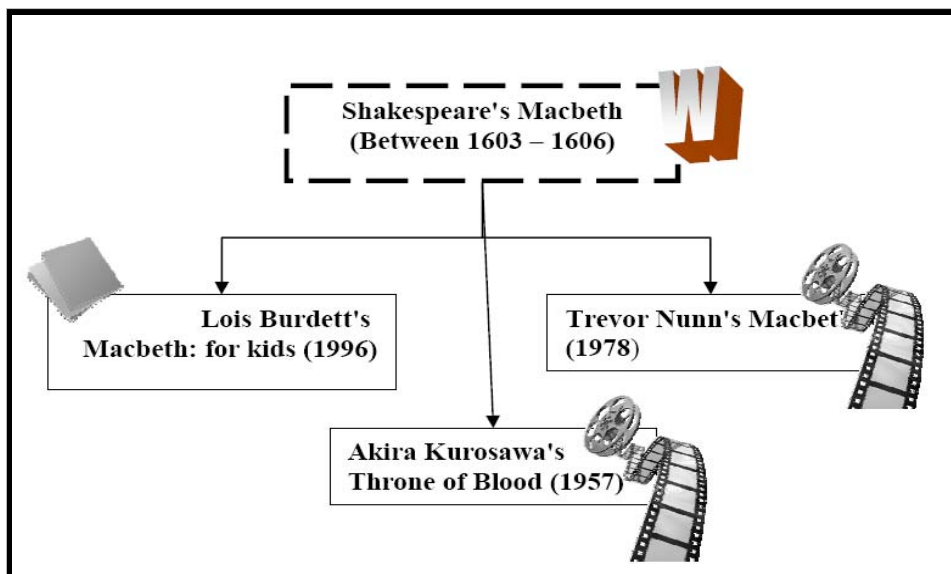 Shakespeare's Macbeth
(Between 1603 – 1606)
W
Lois Burdett's
Macbeth: for kids (1996)
Trevor Nunn's Macbet
(1978)
Akira Kurosawa's
Throne of Blood (1957)